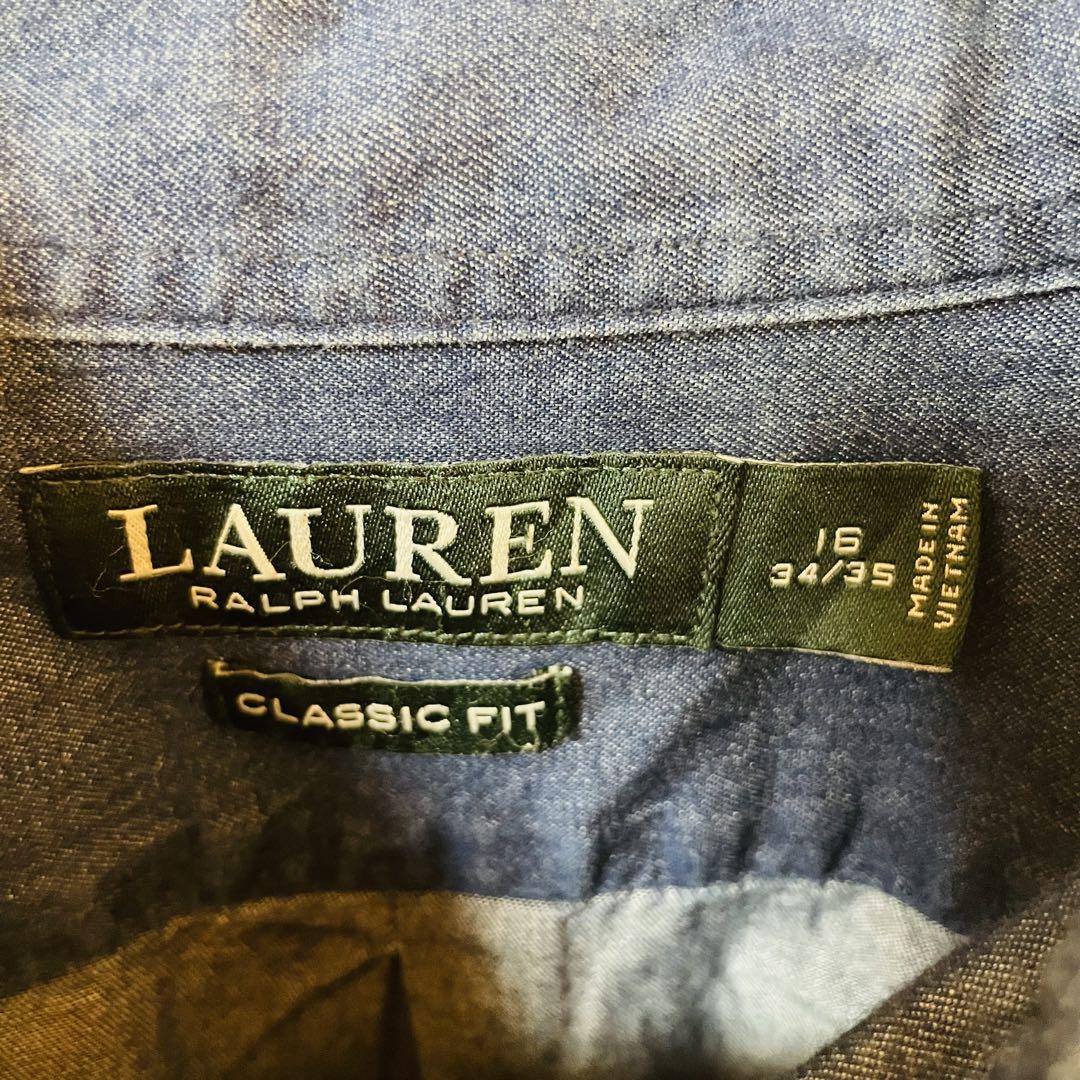 LAUREN
RALPH LAUREN
16
34/35
MADE IN
VIETNAM
CLASSIC FIT